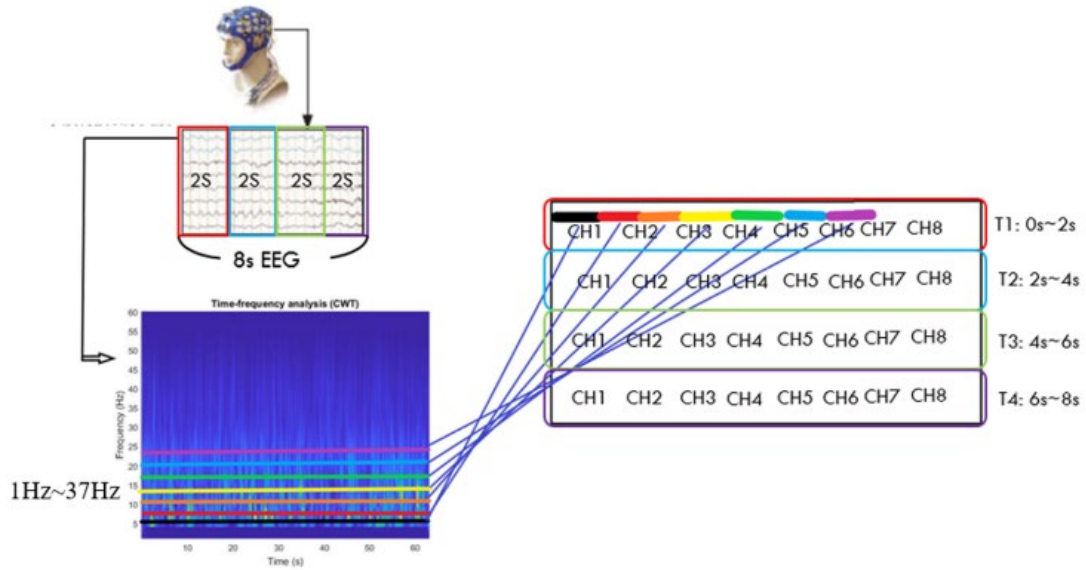 2S 2S 2S 2S
8s EEG
Time-frequency analysis (CWT)
60
55
50
45
40
35
30
25
20
15
10
5
Frequency (Hz)
1Hz~37Hz
10 20 30 40 50 60
Time (s)
CH1 CH2 CH3 CH4 CH5 CH6 CH7 CH8
T1: 0s~2s
CH1 CH2 CH3 CH4 CH5 CH6 CH7 CH8
T2: 2s~4s
CH1 CH2 CH3 CH4 CH5 CH6 CH7 CH8
T3: 4s~6s
CH1 CH2 CH3 CH4 CH5 CH6 CH7 CH8
T4: 6s~8s